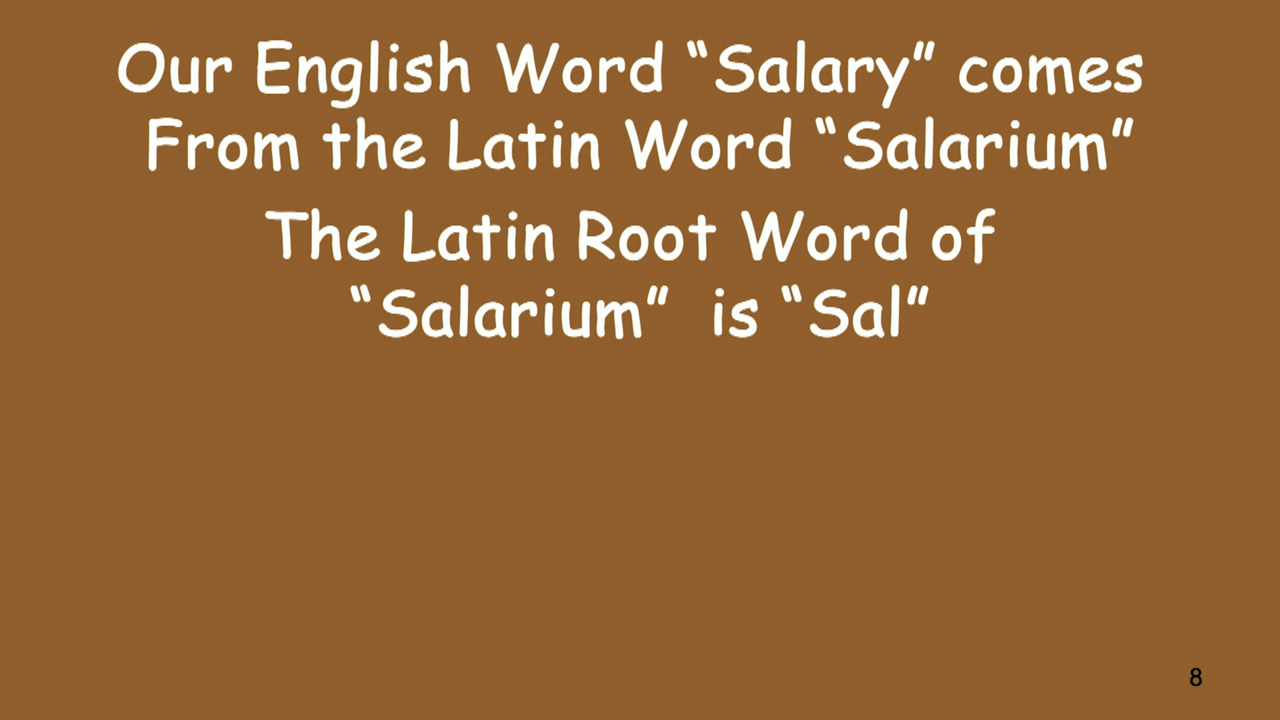 Our English Word “Salary” comes
From the Latin Word “Salarium”
The Latin Root Word of
“Salarium”  is “Sal”
8